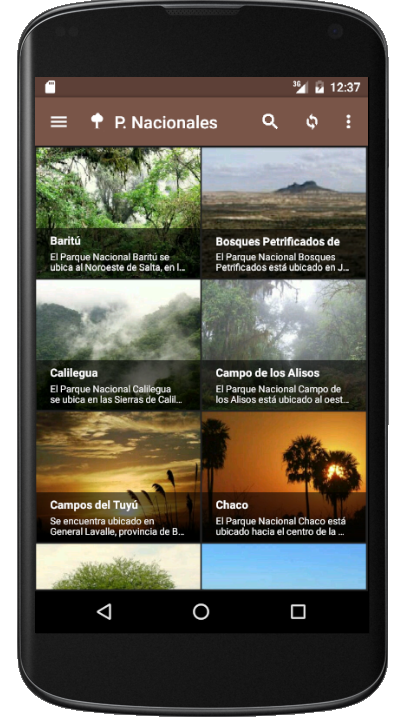 3G 12:37
P. Nacionales
Baritú
El Parque Nacional Baritú se
ubica al Noroeste de Salta, en l...
Bosques Petrificados de
El Parque Nacional Bosques
Petrificados está ubicado en J...
Calilegua
El Parque Nacional Calilegua
se ubica en las Sierras de Calil...
Campo de los Alisos
El Parque Nacional Campo de
los Alisos está ubicado al oest...
Campos del Tuyú
Se encuentra ubicado en
General Lavalle, provincia de B...
Chaco
El Parque Nacional Chaco está
ubicado hacia el centro de la ...